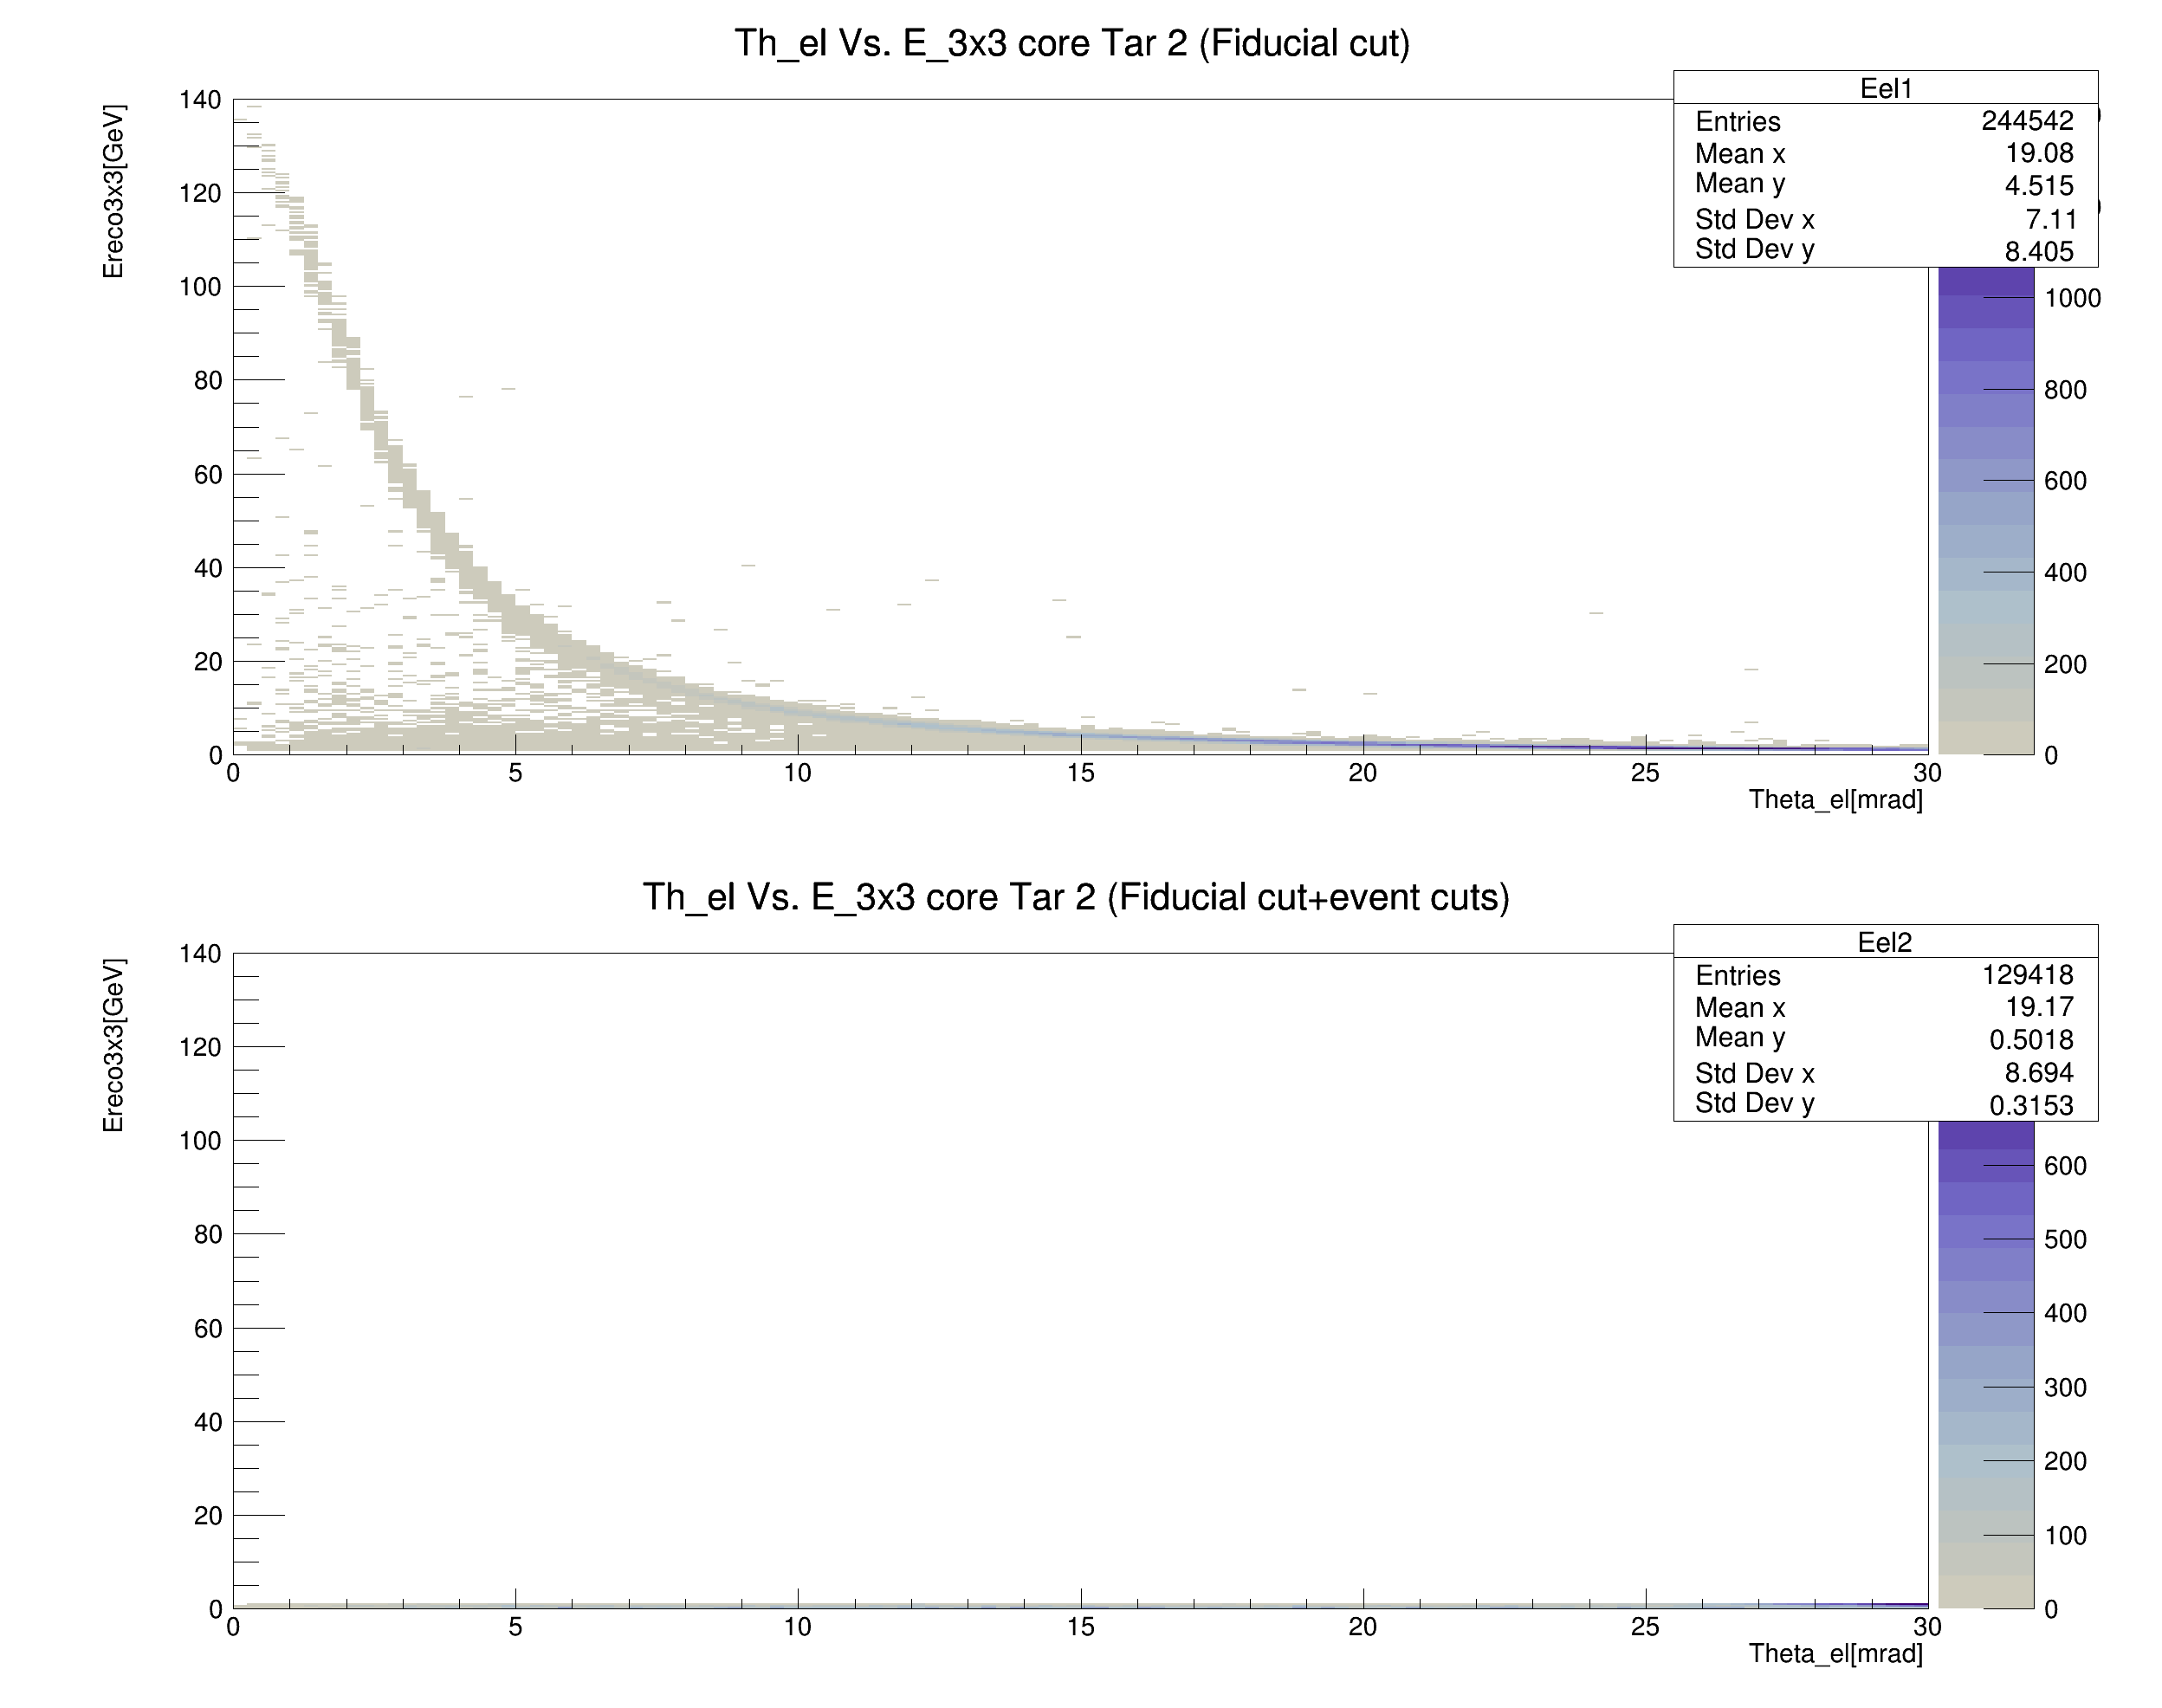 Th_el Vs. E_3x3 core Tar 2 (Fiducial cut)
Eel1
Entries 244542
Mean x 19.08
Mean y 4.515
Std Dev x 7.11
Std Dev y 8.405
Ereco3x3[GeV]
140
120
100
80
60
40
20
0
0 5 10 15 20 25 30
Theta_el[mrad]
1000
800
600
400
200
0
Th_el Vs. E_3x3 core Tar 2 (Fiducial cut+event cuts)
Eel2
Entries 129418
Mean x 19.17
Mean y 0.5018
Std Dev x 8.694
Std Dev y 0.3153
Ereco3x3[GeV]
140
120
100
80
60
40
20
0
0 5 10 15 20 25 30
Theta_el[mrad]
600
500
400
300
200
100
0